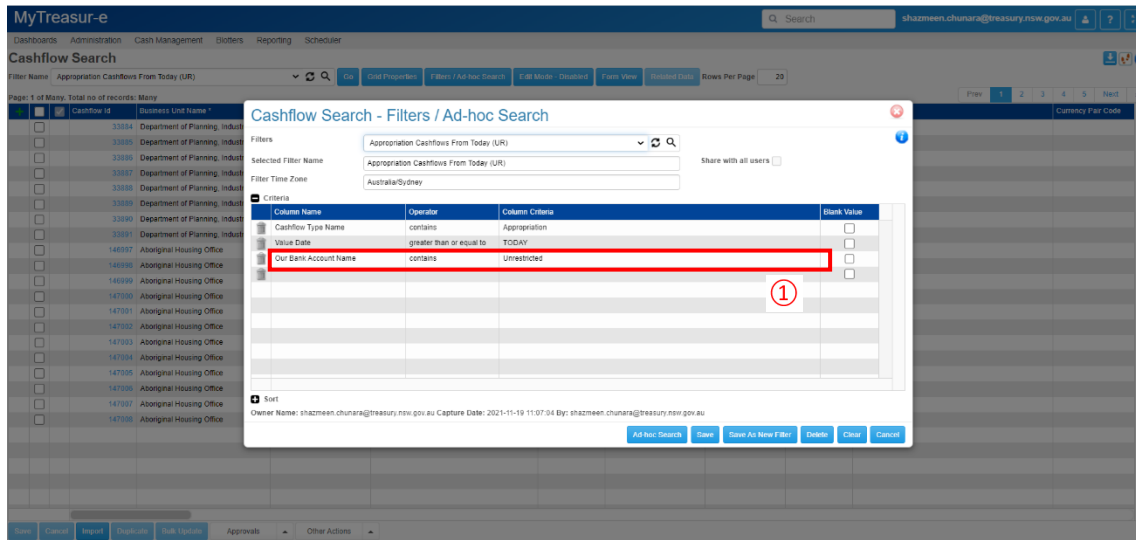 MyTreasur-e
Search
shazmeen.chunara@treasury.nsw.gov.au
?
Dashboards Administration Cash Management Blotters Reporting Scheduler
Cashflow Search
Filter Name Appropriation Cashflows From Today (UR) Go Grid Properties Filters / Ad-hoc Search Edit Mode - Disabled Form View Related Data Rows Per Page 20
Page: 1 of Many. Total no of records: Many
Prev 1 2 3 4 5 Next
Cashflow Id Business Unit Name * Currency Pair Code
33884 Department of Planning, Industr
33885 Department of Planning, Industr
33886 Department of Planning, Industr
33887 Department of Planning, Industr
33888 Department of Planning, Industr
33889 Department of Planning, Industr
33890 Department of Planning, Industr
33891 Department of Planning, Industr
146997 Aboriginal Housing Office
146998 Aboriginal Housing Office
146999 Aboriginal Housing Office
147000 Aboriginal Housing Office
147001 Aboriginal Housing Office
147002 Aboriginal Housing Office
147003 Aboriginal Housing Office
147004 Aboriginal Housing Office
147005 Aboriginal Housing Office
147006 Aboriginal Housing Office
147007 Aboriginal Housing Office
147008 Aboriginal Housing Office
Cashflow Search - Filters / Ad-hoc Search
Filters Appropriation Cashflows From Today (UR)
Selected Filter Name Appropriation Cashflows From Today (UR) Share with all users
Filter Time Zone Australia/Sydney
Criteria
Column Name Operator Column Criteria Blank Value
Cashflow Type Name contains Appropriation
Value Date greater than or equal to TODAY
Our Bank Account Name contains Unrestricted
①
Sort
Owner Name: shazmeen.chunara@treasury.nsw.gov.au Capture Date: 2021-11-19 11:07:04 By: shazmeen.chunara@treasury.nsw.gov.au
Ad-hoc Search Save Save As New Filter Delete Clear Cancel
Save Cancel Import Duplicate Bulk Update Approvals Other Actions